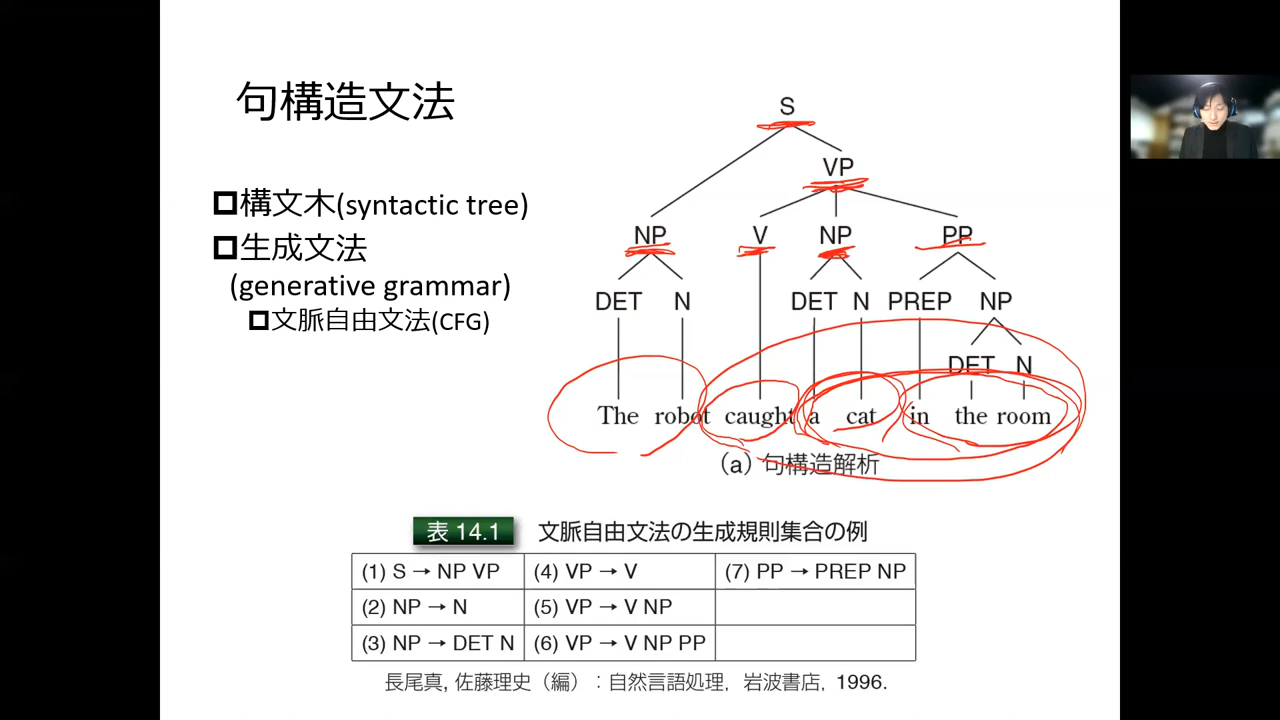 句構造文法
構文木(syntactic tree)
生成文法
(generative grammar)
文脈自由文法(CFG)
S
VP
NP V NP PP
DET N DET N PREP NP
DET N
The robot caught a cat in the room
(a) 句構造解析
表 14.1 文脈自由文法の生成規則集合の例
(1) S → NP VP (4) VP → V (7) PP → PREP NP
(2) NP → N (5) VP → V NP
(3) NP → DET N (6) VP → V NP PP
長尾真, 佐藤理史（編）：自然言語処理，岩波書店，1996.